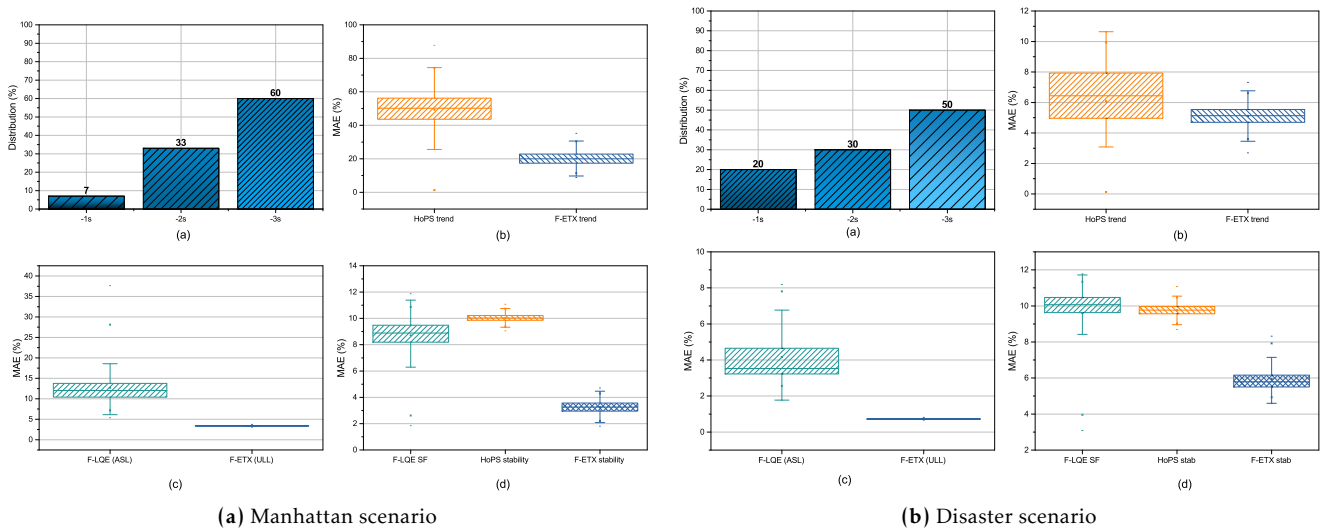 100
90
80
70
60
50
40
30
20
10
0
Distribution (%)
7
33
60
-1s
-2s
-3s
(a)
100
80
60
40
20
0
MAE (%)
HoPS trend
F-ETX trend
(b)
40
35
30
25
20
15
10
5
0
MAE (%)
F-LQE (ASL)
F-ETX (ULL)
(c)
14
12
10
8
6
4
2
0
MAE (%)
F-LQE SF
HoPS stability
F-ETX stability
(d)
(a) Manhattan scenario
100
90
80
70
60
50
40
30
20
10
0
Distribution (%)
20
30
50
-1s
-2s
-3s
(a)
12
10
8
6
4
2
0
MAE (%)
HoPS trend
F-ETX trend
(b)
10
8
6
4
2
0
MAE (%)
F-LQE (ASL)
F-ETX (ULL)
(c)
12
10
8
6
4
2
MAE (%)
F-LQE SF
HoPS stab
F-ETX stab
(d)
(b) Disaster scenario